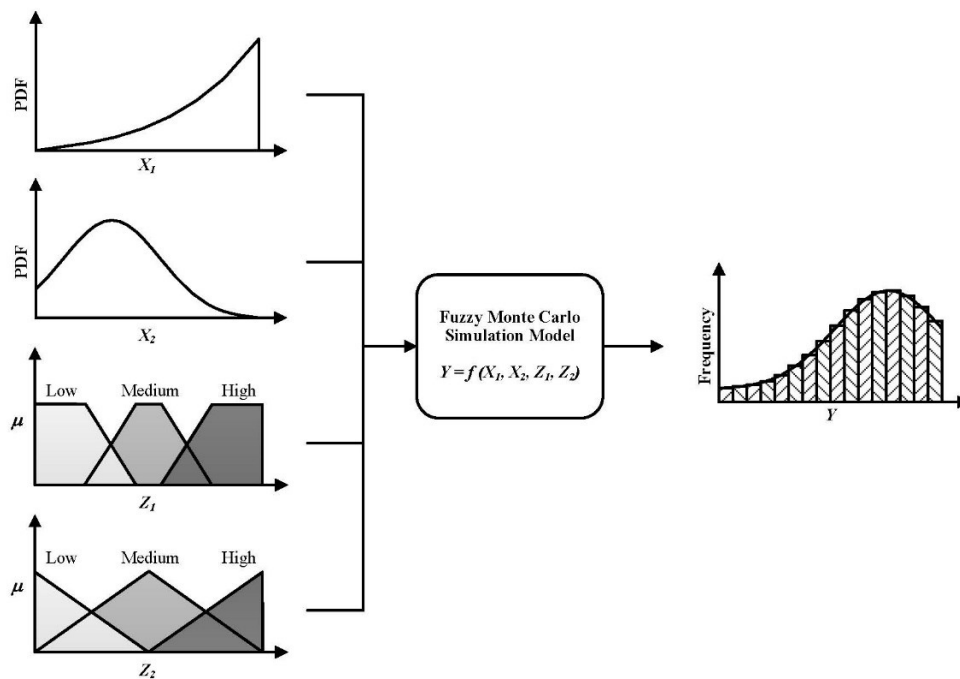 PDF
X₁
PDF
X₂
Low Medium High
μ
Z₁
Low Medium High
μ
Z₂
Fuzzy Monte Carlo
Simulation Model
Y = f (X₁, X₂, Z₁, Z₂)
Frequency
Y